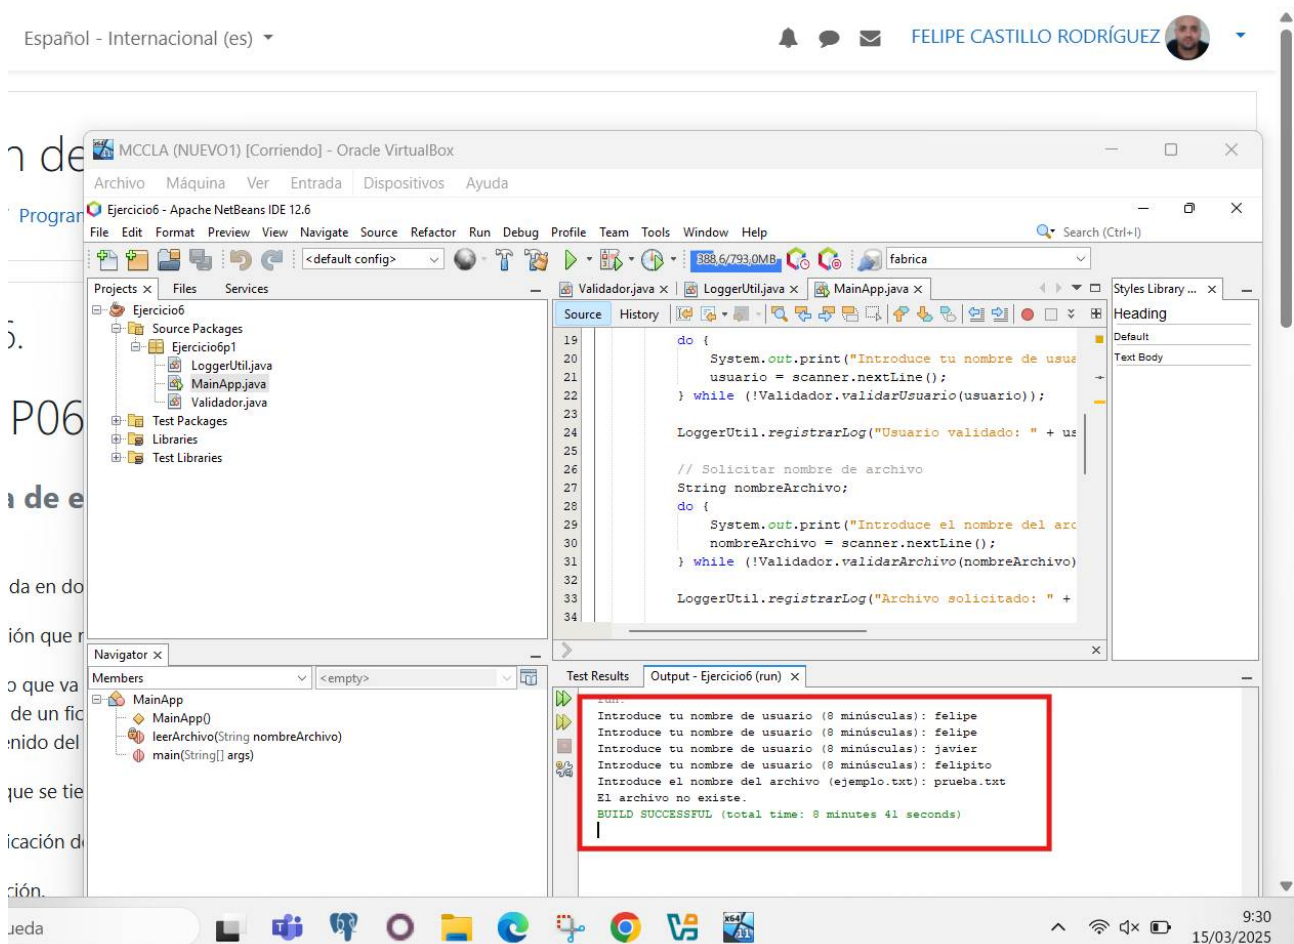 Español - Internacional (es)
FELIPE CASTILLO RODRÍGUEZ
n de
Program
P06
a de e
da en do
ión que r
o que va
de un fic
enido del
que se tie
icación de
ción.
MCCLA (NUEVO1) [Corriendo] - Oracle VirtualBox
Archivo Máquina Ver Entrada Dispositivos Ayuda
Ejercicio6 - Apache NetBeans IDE 12.6
File Edit Format Preview View Navigate Source Refactor Run Debug Profile Team Tools Window Help
Search (Ctrl+I)
<default config>
388,6/793,0MB
fabrica
Projects Files Services
Ejercicio6
Source Packages
Ejercicio6p1
LoggerUtil.java
MainApp.java
Validador.java
Test Packages
Libraries
Test Libraries
Validador.java LoggerUtil.java MainApp.java
Source History
19 do {
20 System.out.print("Introduce tu nombre de usua
21 usuario = scanner.nextLine();
22 } while (!Validador.validarUsuario(usuario));
23
24 LoggerUtil.registrarLog("Usuario validado: " + us
25
26 // Solicitar nombre de archivo
27 String nombreArchivo;
28 do {
29 System.out.print("Introduce el nombre del arc
30 nombreArchivo = scanner.nextLine();
31 } while (!Validador.validarArchivo(nombreArchivo)
32
33 LoggerUtil.registrarLog("Archivo solicitado: " +
34
Styles Library ...
Heading
Default
Text Body
Navigator
Members
<empty>
MainApp
MainApp()
leerArchivo(String nombreArchivo)
main(String[] args)
Test Results Output - Ejercicio6 (run)
run:
Introduce tu nombre de usuario (8 minúsculas): felipe
Introduce tu nombre de usuario (8 minúsculas): felipe
Introduce tu nombre de usuario (8 minúsculas): javier
Introduce tu nombre de usuario (8 minúsculas): felipito
Introduce el nombre del archivo (ejemplo.txt): prueba.txt
El archivo no existe.
BUILD SUCCESSFUL (total time: 8 minutes 41 seconds)
ueda
9:30
15/03/2025